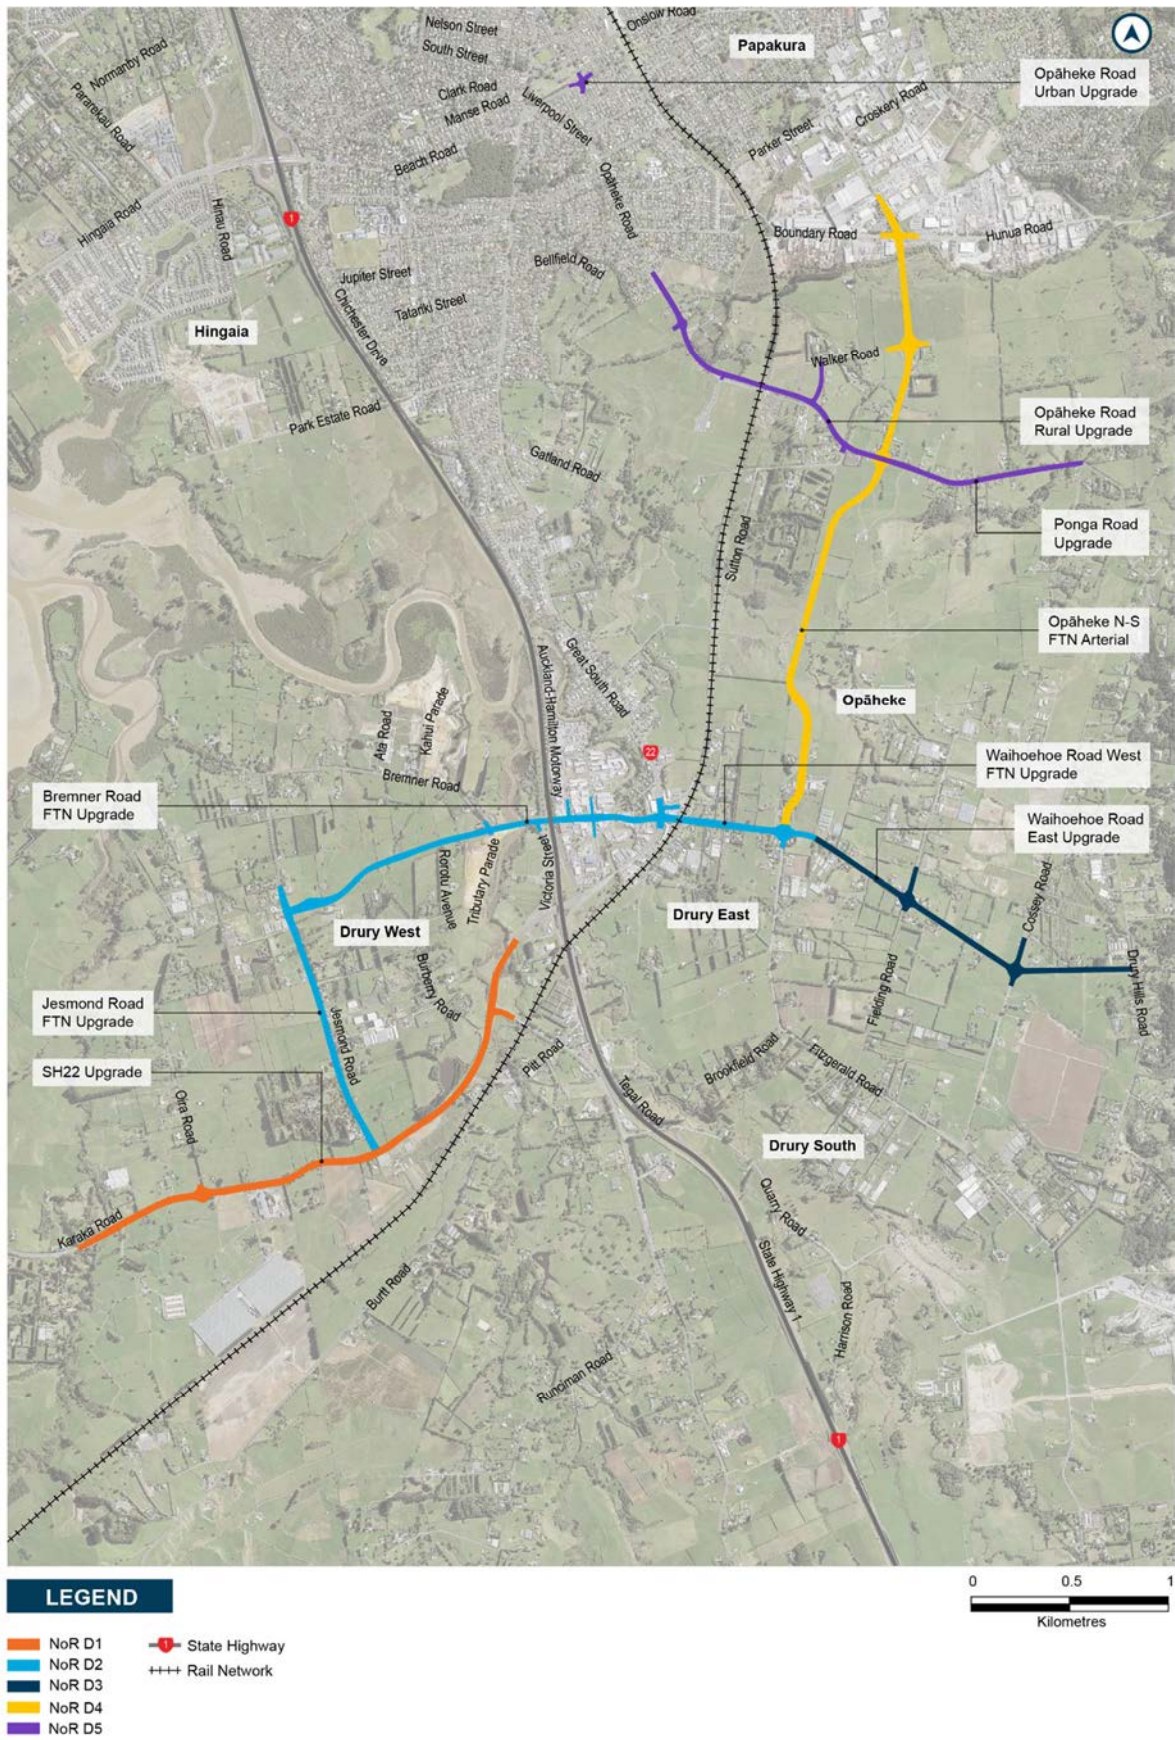 Onslow Road
Nelson Street
South Street
Papakura
Normanby Road
Pararekau Road
Clark Road
Manse Road
Liverpool Street
Opāheke Road
Urban Upgrade
Croskery Road
Parker Street
Beach Road
Opāheke Road
Hingaia Road
Hinau Road
1
Boundary Road
Hunua Road
Bellfield Road
Jupiter Street
Tatariki Street
Chichester Drive
Hingaia
Walker Road
Park Estate Road
Opāheke Road
Rural Upgrade
Gatland Road
Ponga Road
Upgrade
Sutton Road
Opāheke N-S
FTN Arterial
Great South Road
Auckland-Hamilton Motorway
Opāheke
Ata Road
Kahui Parade
22
Bremner Road
Waihoehoe Road West
FTN Upgrade
Bremner Road
FTN Upgrade
Waihoehoe Road
East Upgrade
Victoria Street
Rorotu Avenue
Tributary Parade
Cossey Road
Drury West
Drury East
Burberry Road
Fielding Road
Drury Hills Road
Jesmond Road
FTN Upgrade
Jesmond Road
SH22 Upgrade
Pitt Road
Brookfield Road
Fitzgerald Road
Tegal Road
Oira Road
Drury South
Karaka Road
Quarry Road
State Highway 1
Burtt Road
Harrison Road
Runciman Road
1
LEGEND
NoR D1
NoR D2
NoR D3
NoR D4
NoR D5
1 State Highway
Rail Network
0 0.5 1
Kilometres